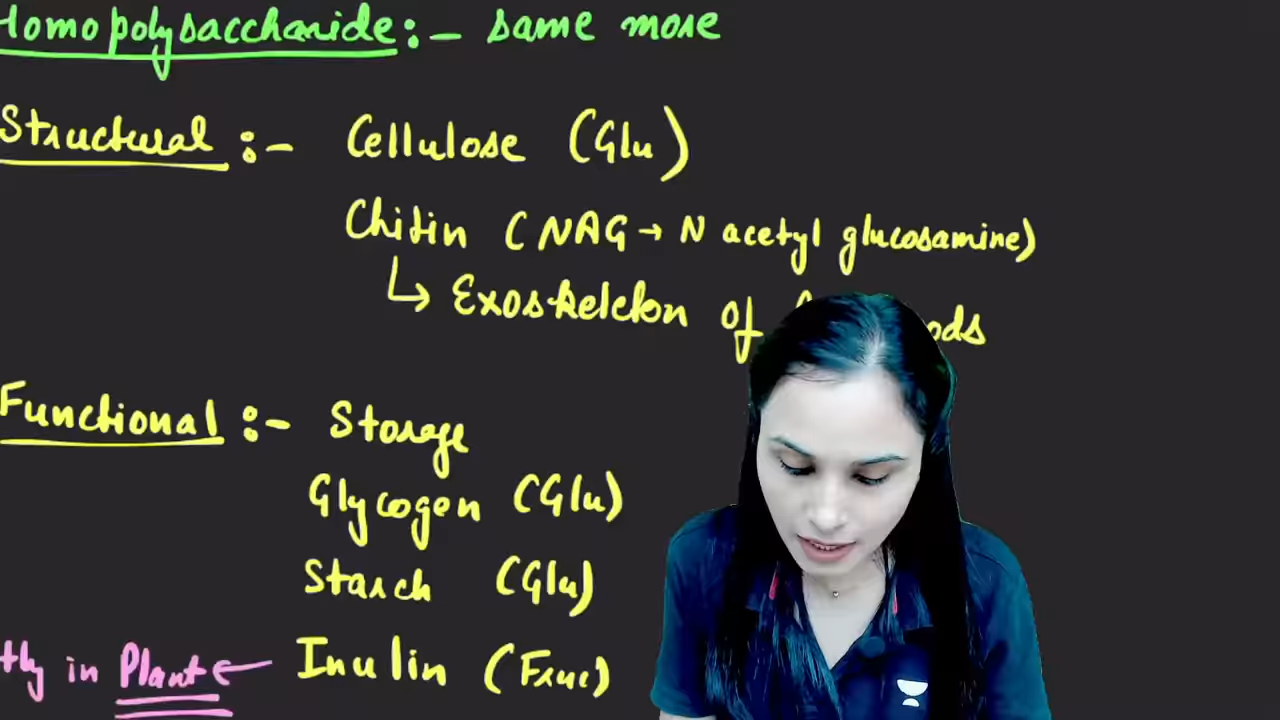 Homopolysaccharide:- same more
Structural :- Cellulose (Glu)
Chitin (NAG → N acetyl glucosamine)
↳ Exoskeleton of
Functional :- Storage
Glycogen (Glu)
Starch (Glu)
in Plant ← Inulin (Fruc)